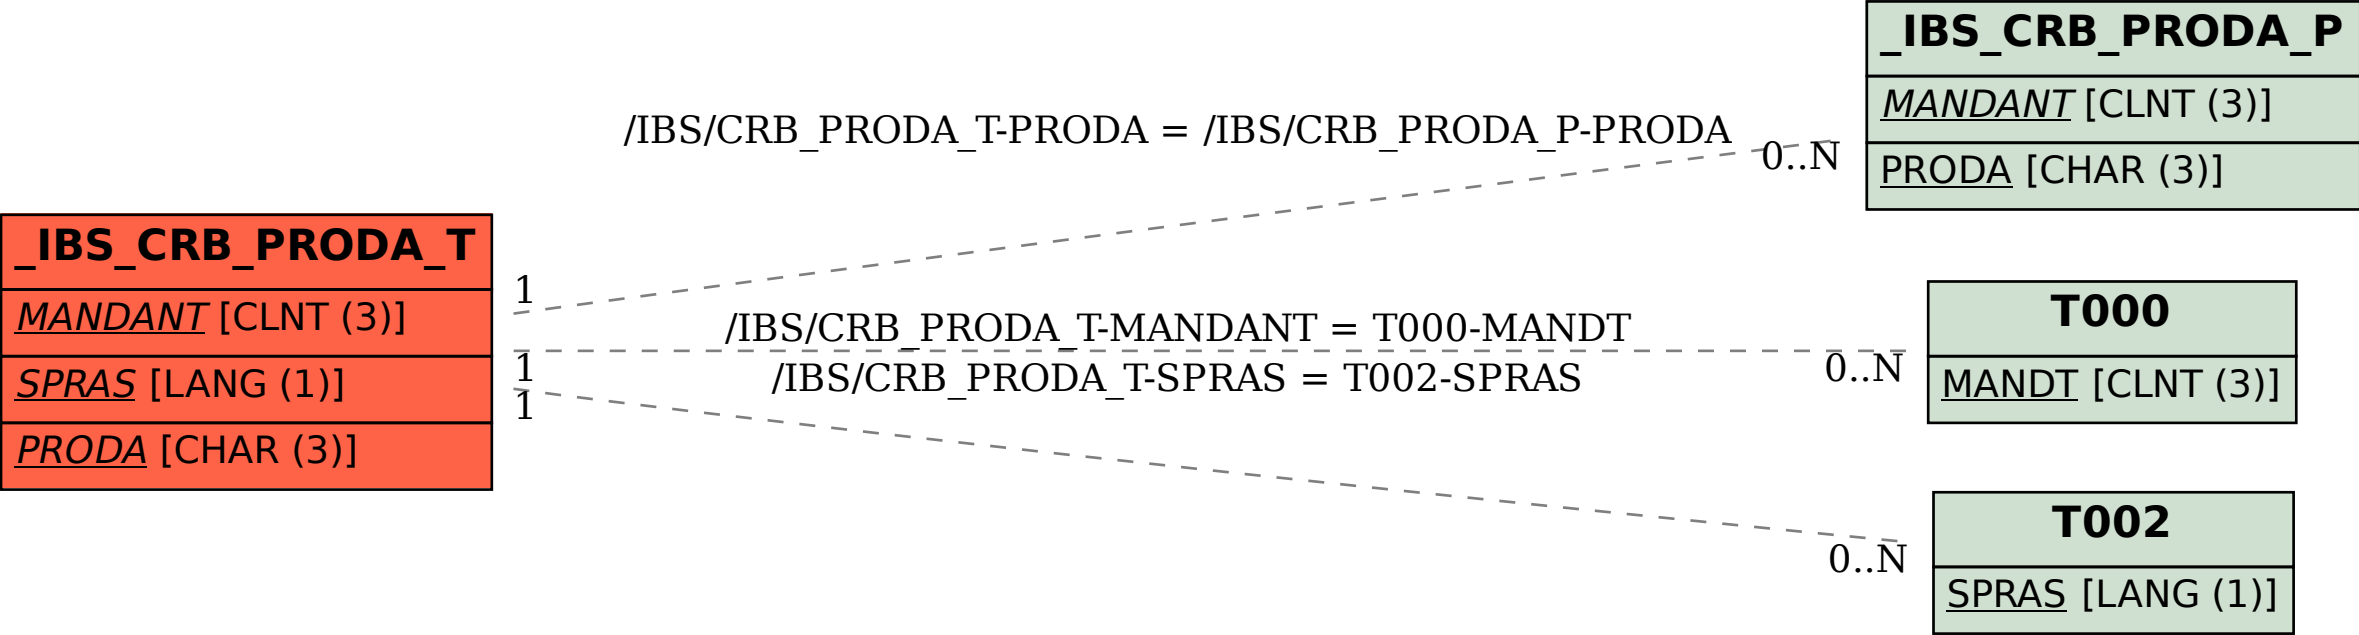 _IBS_CRB_PRODA_T
MANDANT [CLNT (3)]
SPRAS [LANG (1)]
PRODA [CHAR (3)]
/IBS/CRB_PRODA_T-PRODA = /IBS/CRB_PRODA_P-PRODA
0..N
1
/IBS/CRB_PRODA_T-MANDANT = T000-MANDT
0..N
1
/IBS/CRB_PRODA_T-SPRAS = T002-SPRAS
0..N
1
_IBS_CRB_PRODA_P
MANDANT [CLNT (3)]
PRODA [CHAR (3)]
T000
MANDT [CLNT (3)]
T002
SPRAS [LANG (1)]